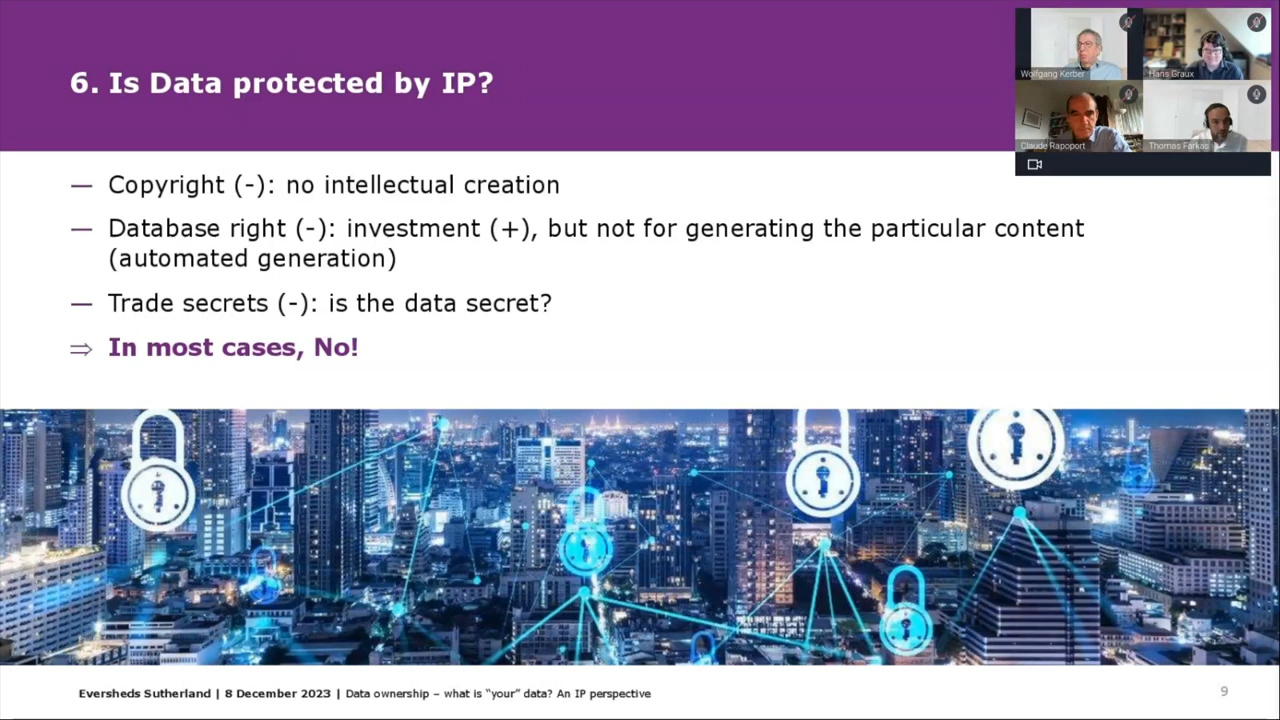 6. Is Data protected by IP?
Wolfgang Kerber
Hans Graux
Claude Rapoport
Thomas Farkas
— Copyright (-): no intellectual creation
— Database right (-): investment (+), but not for generating the particular content
(automated generation)
— Trade secrets (-): is the data secret?
⇒ In most cases, No!
Eversheds Sutherland | 8 December 2023 | Data ownership – what is “your” data? An IP perspective
9